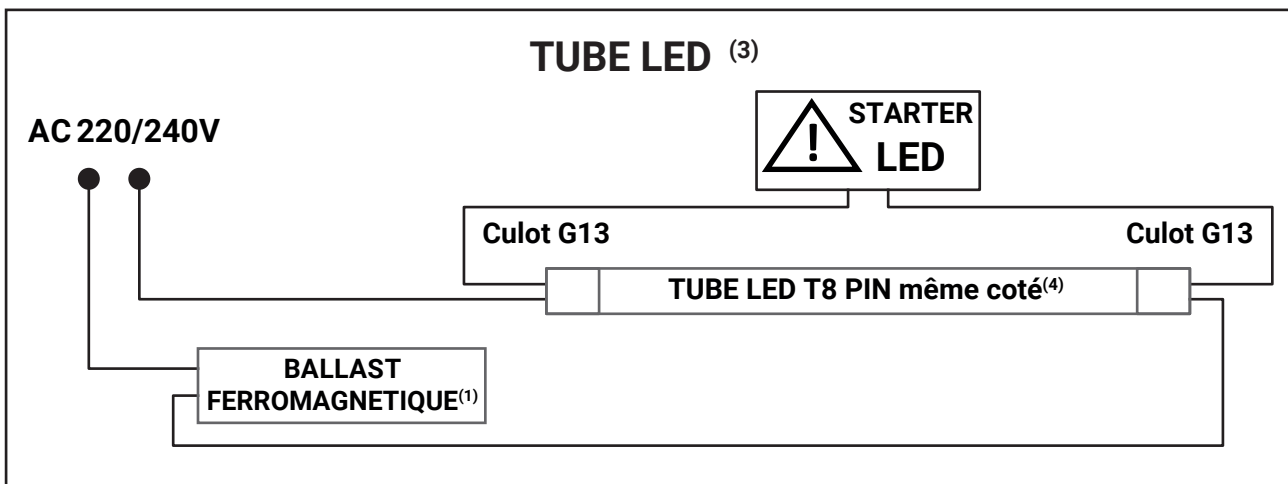 TUBE LED (3)
AC 220/240V
! STARTER
LED
Culot G13
Culot G13
TUBE LED T8 PIN même coté(4)
BALLAST
FERROMAGNETIQUE(1)